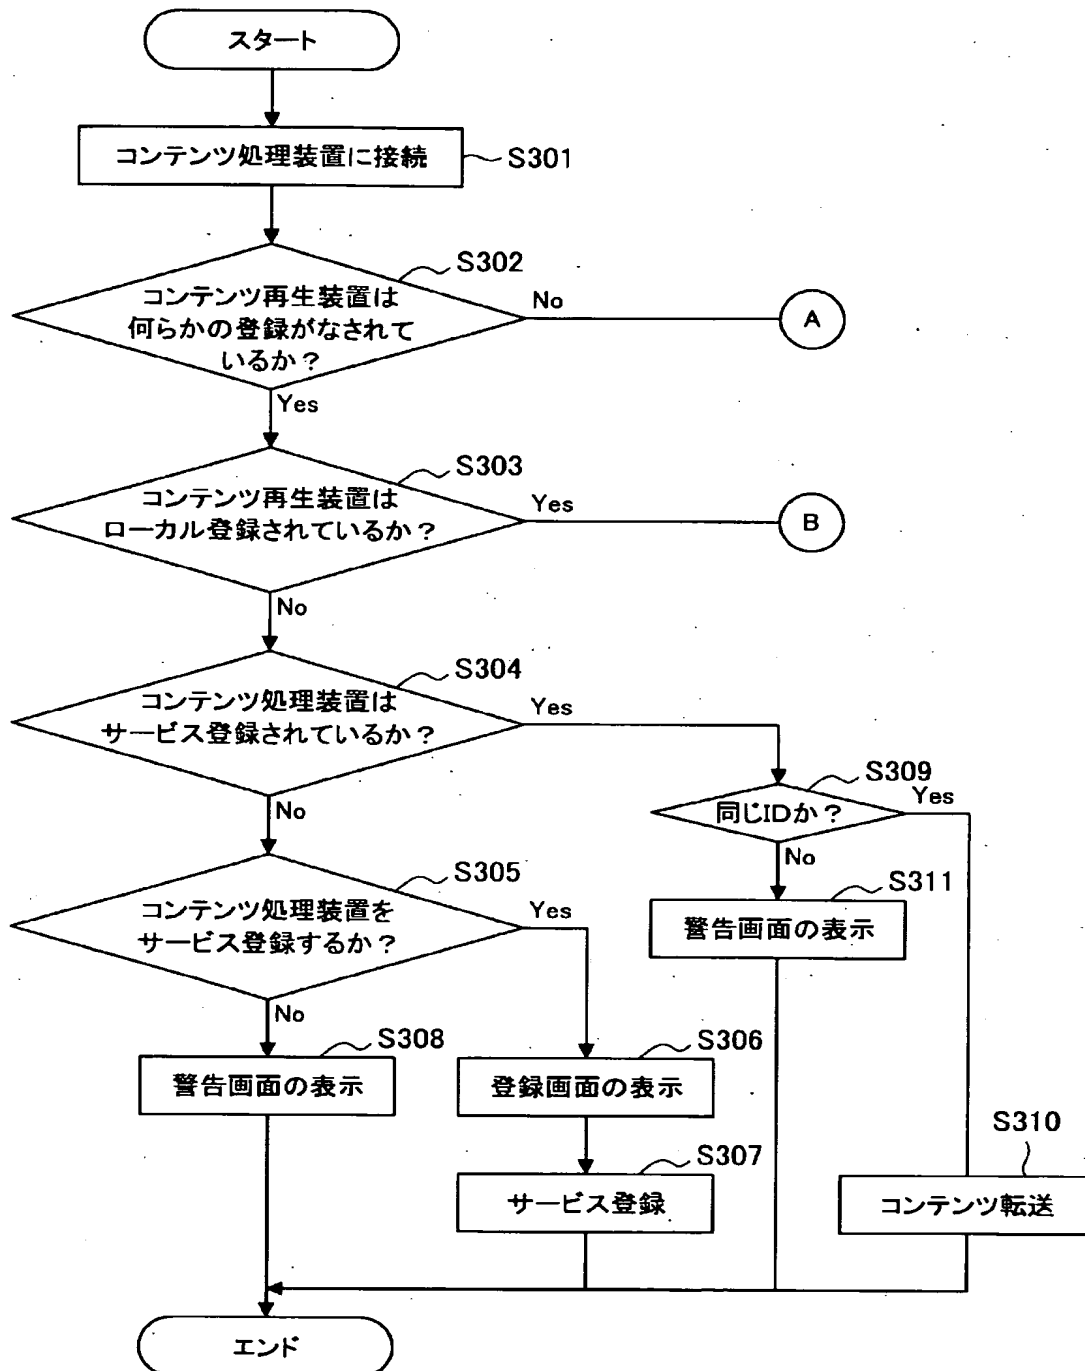 スタート
コンテンツ処理装置に接続
S301
S302
コンテンツ再生装置は
何らかの登録がなされて
いるか？
No
A
Yes
S303
コンテンツ再生装置は
ローカル登録されているか？
Yes
B
No
S304
コンテンツ処理装置は
サービス登録されているか？
Yes
S309
同じIDか？
Yes
No
No
S311
警告画面の表示
S305
コンテンツ処理装置を
サービス登録するか？
Yes
No
S308
警告画面の表示
S306
登録画面の表示
S307
サービス登録
S310
コンテンツ転送
エンド